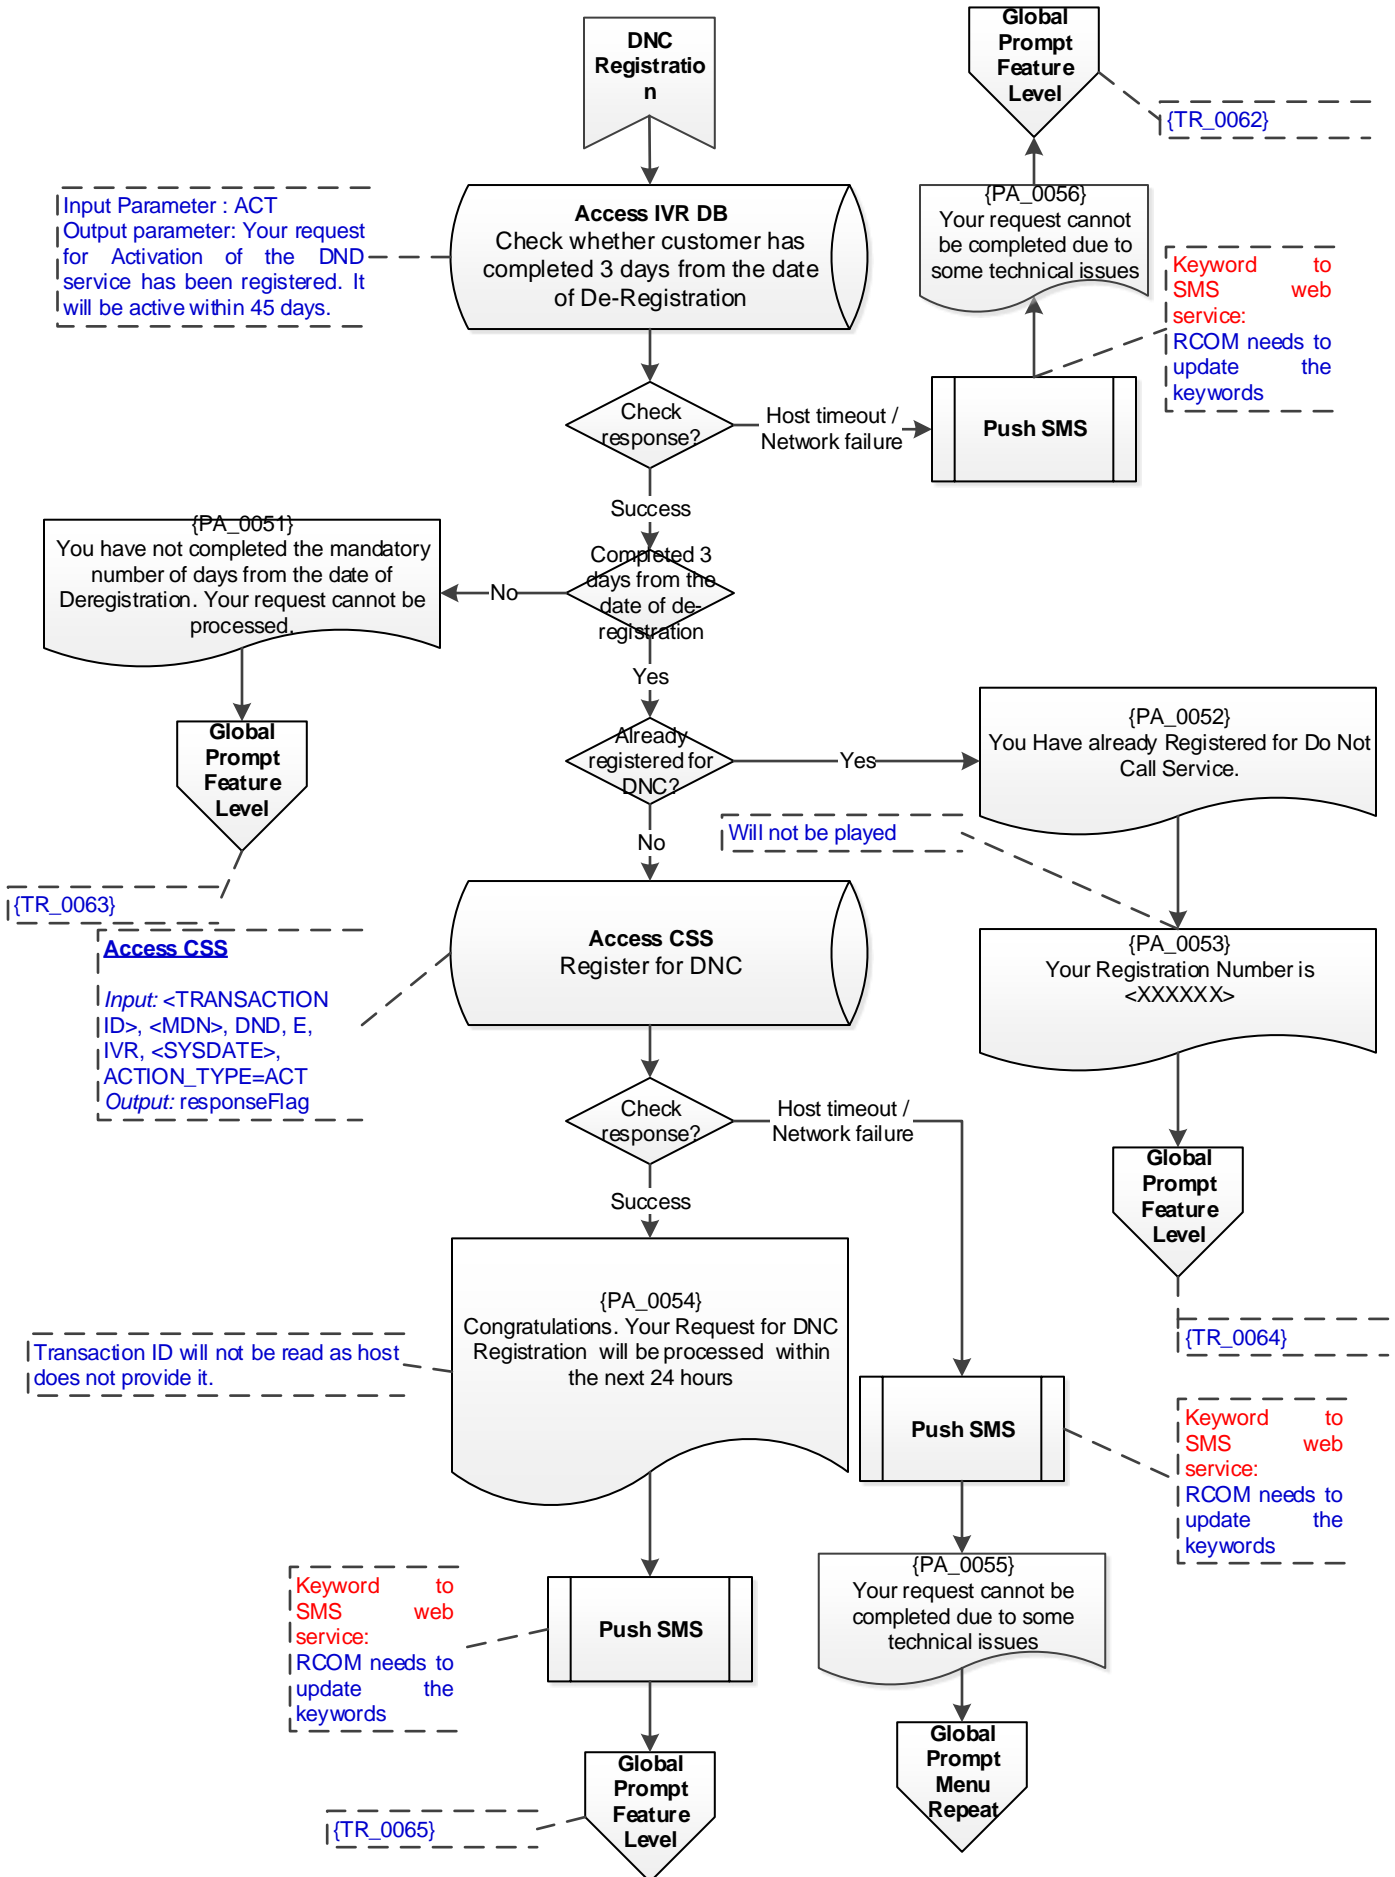 DNC
Registratio
n
Global
Prompt
Feature
Level
{TR_0062}
Input Parameter : ACT
Output parameter: Your request
for Activation of the DND
service has been registered. It
will be active within 45 days.
Access IVR DB
Check whether customer has
completed 3 days from the date
of De-Registration
{PA_0056}
Your request cannot
be completed due to
some technical issues
Keyword to
SMS web
service:
RCOM needs to
update the
keywords
Check
response?
Host timeout /
Network failure
Push SMS
Success
{PA_0051}
You have not completed the mandatory
number of days from the date of
Deregistration. Your request cannot be
processed.
No
Completed 3
days from the
date of de-
registration
Yes
Global
Prompt
Feature
Level
Already
registered for
DNC?
Yes
{PA_0052}
You Have already Registered for Do Not
Call Service.
Will not be played
No
{TR_0063}
Access CSS
Input: <TRANSACTION
ID>, <MDN>, DND, E,
IVR, <SYSDATE>,
ACTION_TYPE=ACT
Output: responseFlag
Access CSS
Register for DNC
{PA_0053}
Your Registration Number is
<XXXXXX>
Check
response?
Host timeout /
Network failure
Global
Prompt
Feature
Level
Success
{PA_0054}
Congratulations. Your Request for DNC
Registration will be processed within
the next 24 hours
Transaction ID will not be read as host
does not provide it.
{TR_0064}
Push SMS
Keyword to
SMS web
service:
RCOM needs to
update the
keywords
Keyword to
SMS web
service:
RCOM needs to
update the
keywords
Push SMS
{PA_0055}
Your request cannot be
completed due to some
technical issues
Global
Prompt
Menu
Repeat
Global
Prompt
Feature
Level
{TR_0065}